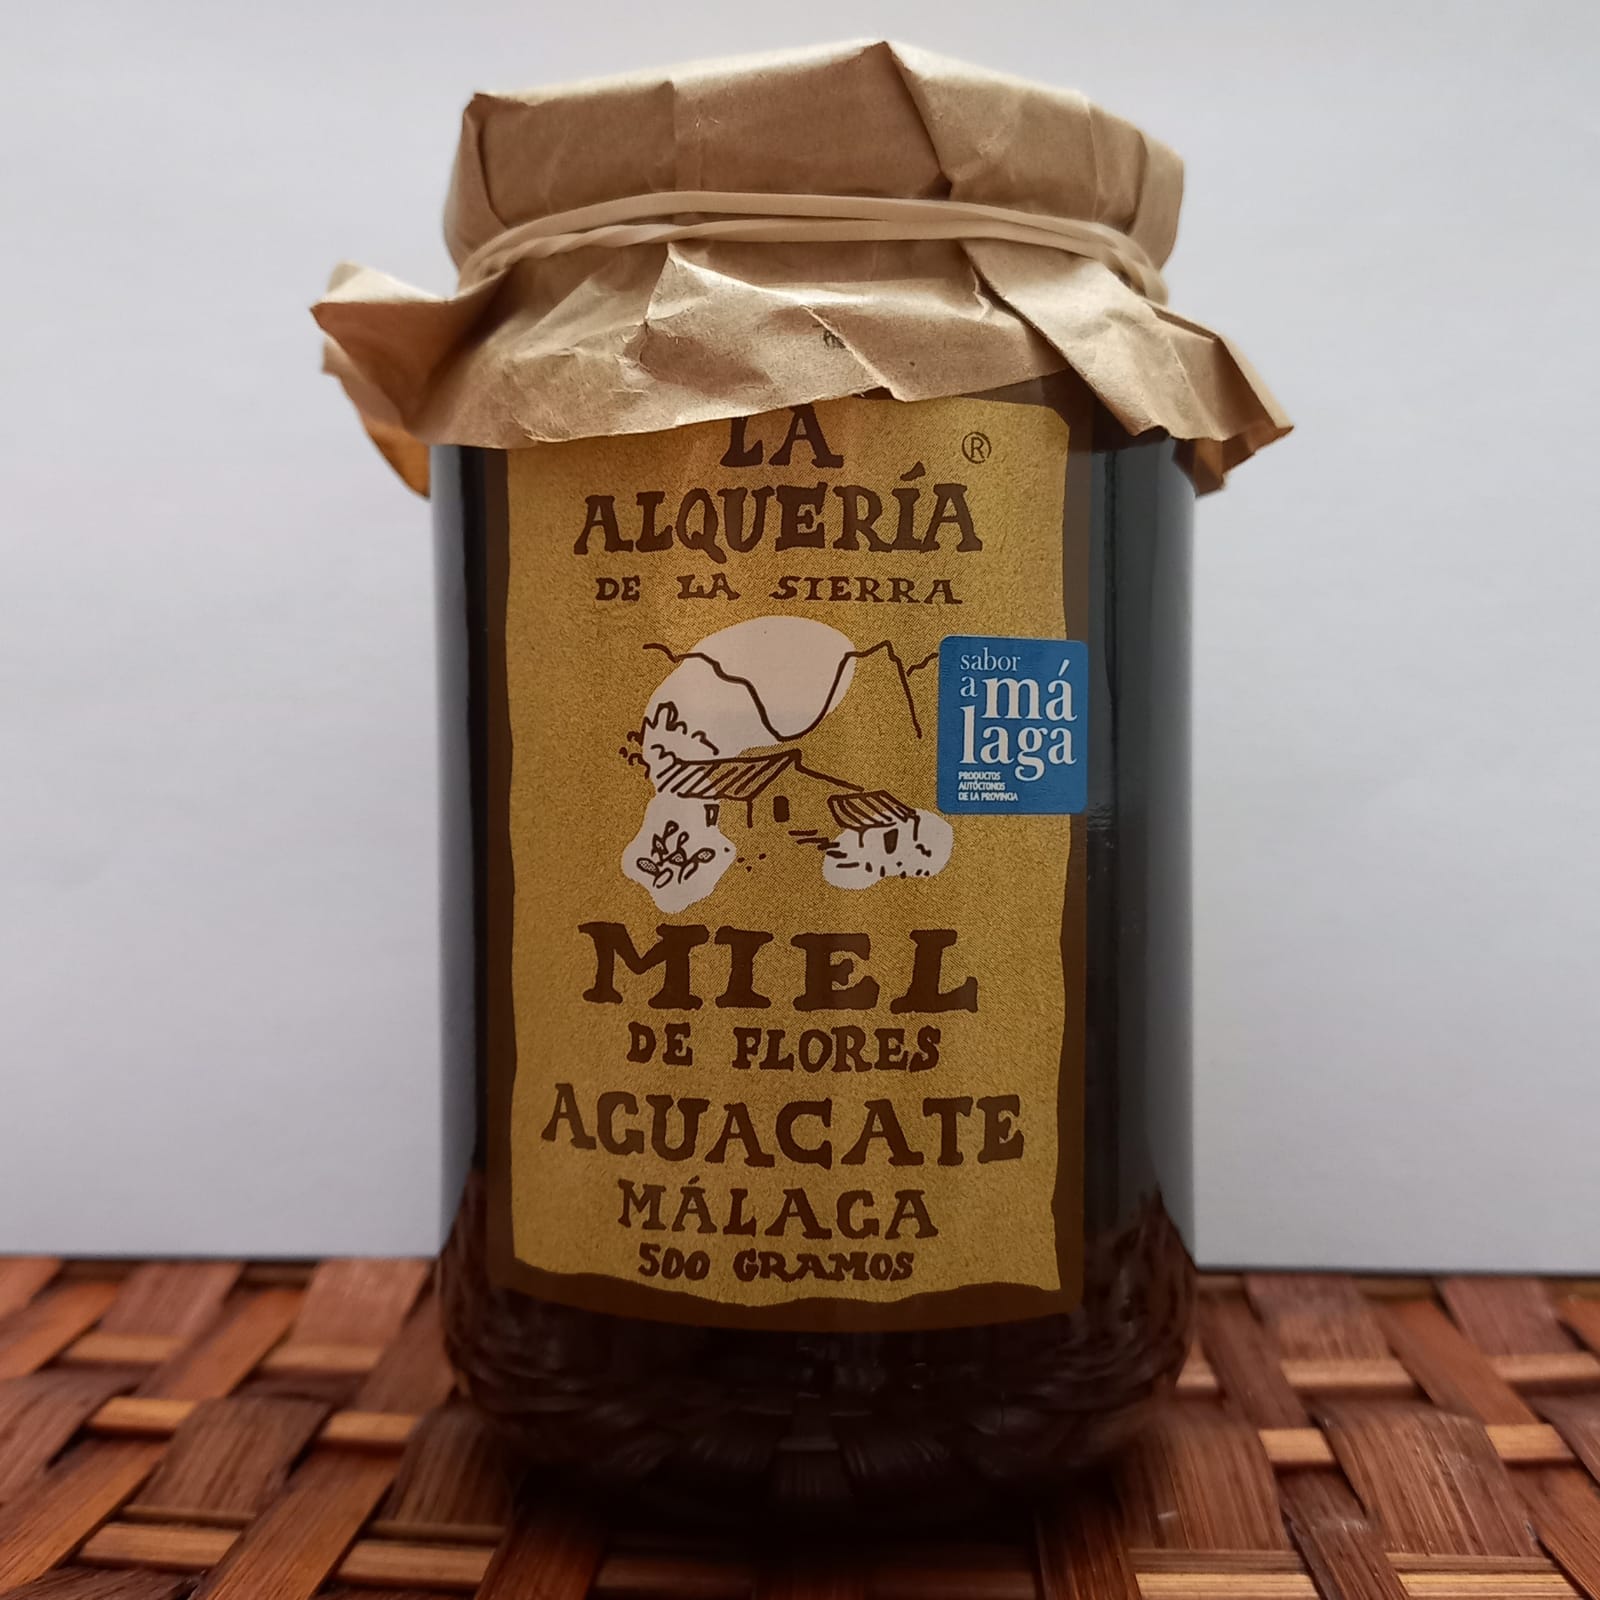 LA
ALQUERÍA
®
DE LA SIERRA
sabor
a má
laga
PRODUCTOS
AUTÓCTONOS
DE LA PROVINCIA
MIEL
DE FLORES
AGUACATE
MÁLAGA
500 GRAMOS